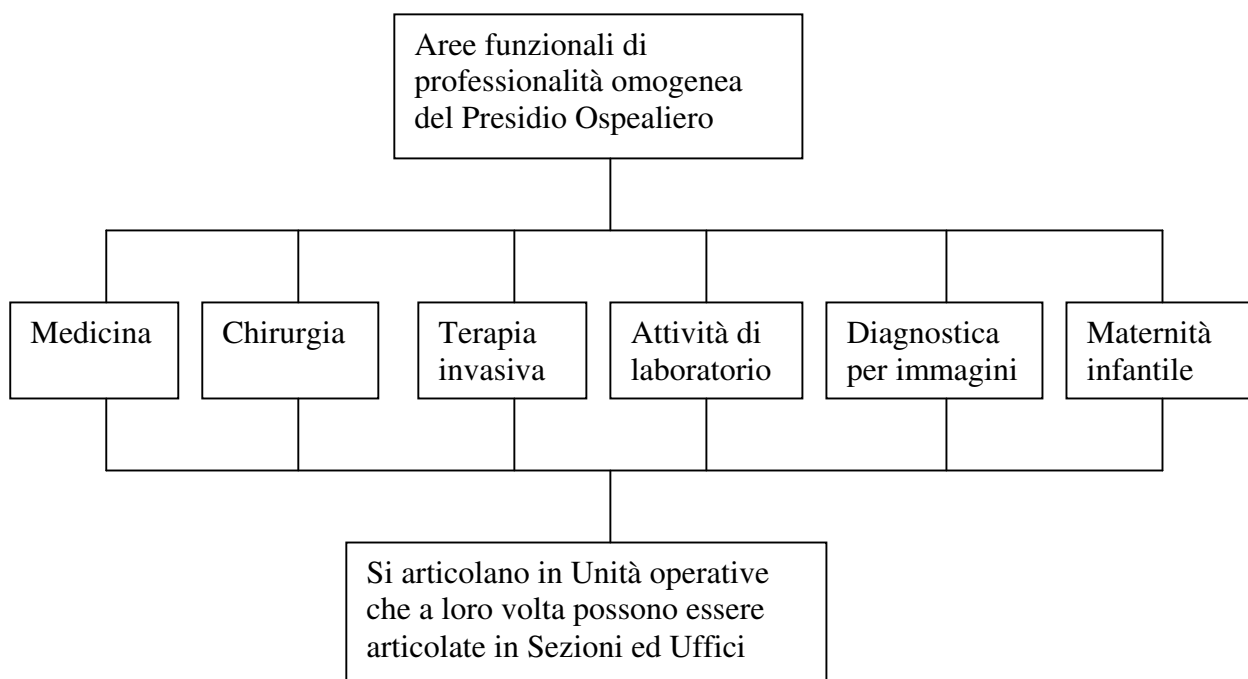 Aree funzionali di
professionalità omogenea
del Presidio Ospealiero
Medicina
Chirurgia
Terapia
invasiva
Attività di
laboratorio
Diagnostica
per immagini
Maternità
infantile
Si articolano in Unità operative
che a loro volta possono essere
articolate in Sezioni ed Uffici